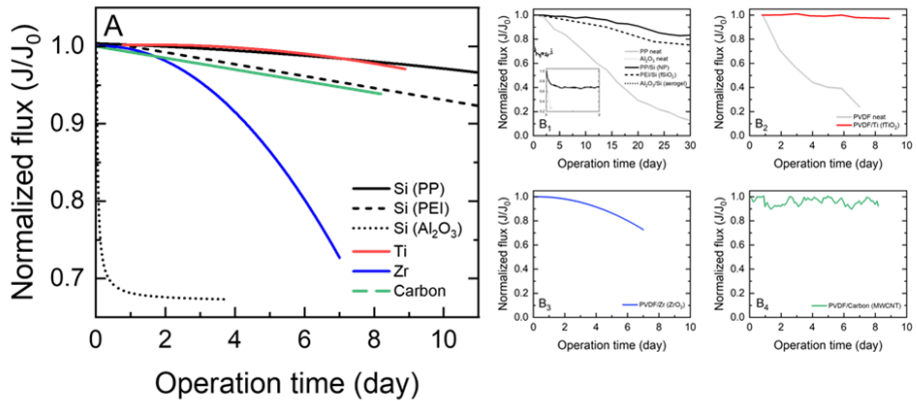 A
Normalized flux (J/J₀)
1.0
0.9
0.8
0.7
Si (PP)
Si (PEI)
Si (Al₂O₃)
Ti
Zr
Carbon
0 2 4 6 8 10
Operation time (day)
Normalized flux (J/J₀)
1.0
0.8
0.6
0.4
0.2
0.0
PP neat
Al₂O₃ neat
PP/Si (NP)
PEI/Si (fSiO₂)
Al₂O₃/Si (aerogel)
B₁
0 5 10 15 20 25 30
Operation time (day)
Normalized flux (J/J₀)
1.0
0.8
0.6
0.4
0.2
0.0
PVDF neat
PVDF/Ti (fTiO₂)
B₂
0 2 4 6 8 10
Operation time (day)
Normalized flux (J/J₀)
1.0
0.8
0.6
0.4
0.2
0.0
PVDF/Zr (ZrO₂)
B₃
0 2 4 6 8 10
Operation time (day)
Normalized flux (J/J₀)
1.0
0.8
0.6
0.4
0.2
0.0
PVDF/Carbon (MWCNT)
B₄
0 2 4 6 8 10
Operation time (day)